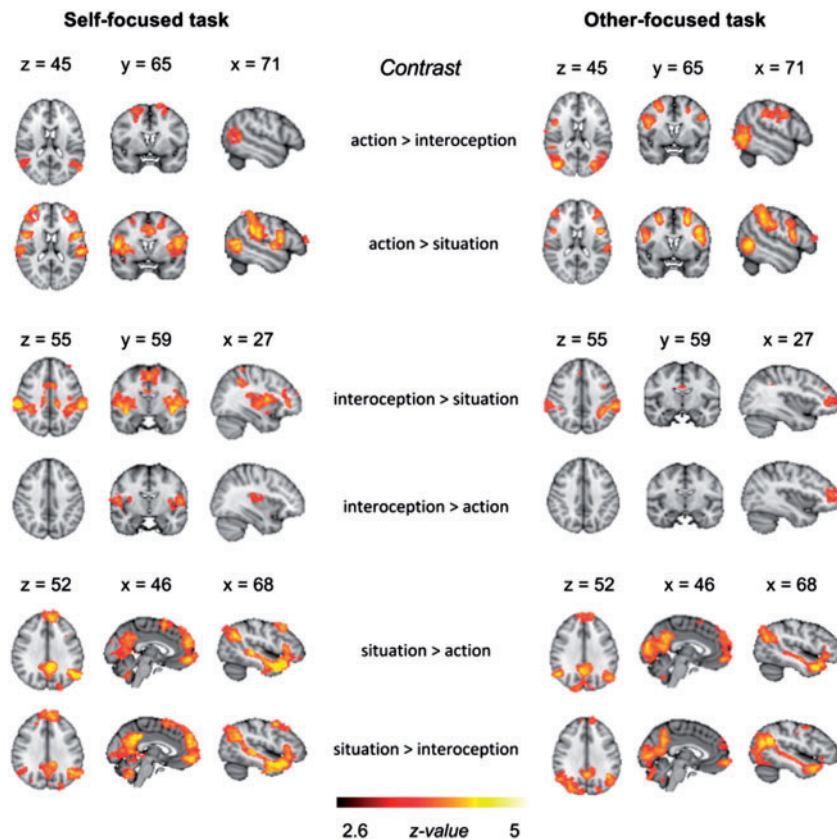 Self-focused task
Other-focused task
z = 45 y = 65 x = 71
Contrast
z = 45 y = 65 x = 71
action > interoception
action > situation
z = 55 y = 59 x = 27
z = 55 y = 59 x = 27
interoception > situation
interoception > action
z = 52 x = 46 x = 68
z = 52 x = 46 x = 68
situation > action
situation > interoception
2.6 z-value 5